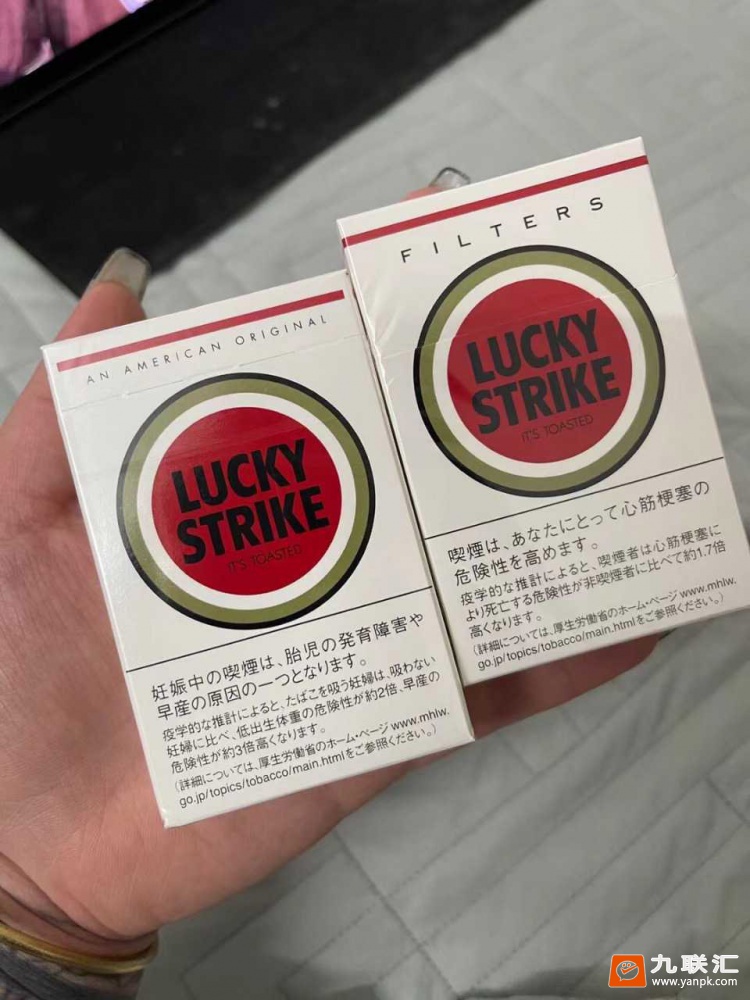 AN AMERICAN ORIGINAL
LUCKY
STRIKE
IT'S TOASTED
妊娠中の喫煙は、胎児の発育障害や
早産の原因の一つとなります。
疫学的な推計によると、たばこを吸う妊婦は、吸わない
妊婦に比べ、低出生体重の危険性が約2倍、早産の
危険性が約3倍高くなります。
(詳細については、厚生労働省のホーム・ページ www.mhlw.
go.jp/topics/tobacco/main.htmlをご参照ください。)
FILTERS
LUCKY
STRIKE
IT'S TOASTED
喫煙は、あなたにとって心筋梗塞の
危険性を高めます。
疫学的な推計によると、喫煙者は心筋梗塞に
より死亡する危険性が非喫煙者に比べて約1.7倍
高くなります。
(詳細については、厚生労働省のホーム・ページ www.mhlw.
go.jp/topics/tobacco/main.htmlをご参照ください。)
九联汇
www.yanpk.com